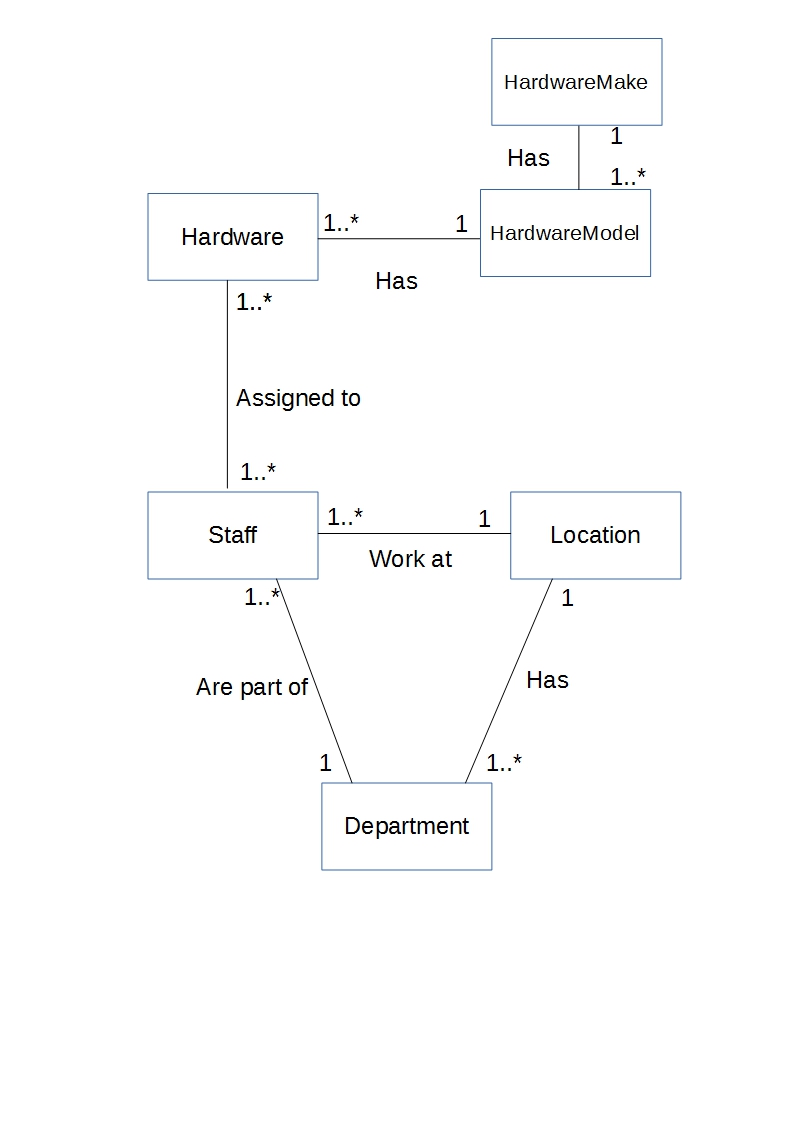 HardwareMake
1
Has
1..*
Hardware
1..*
1
HardwareModel
Has
1..*
Assigned to
1..*
Staff
1..*
1
Location
Work at
1..*
1
Are part of
Has
1
1..*
Department